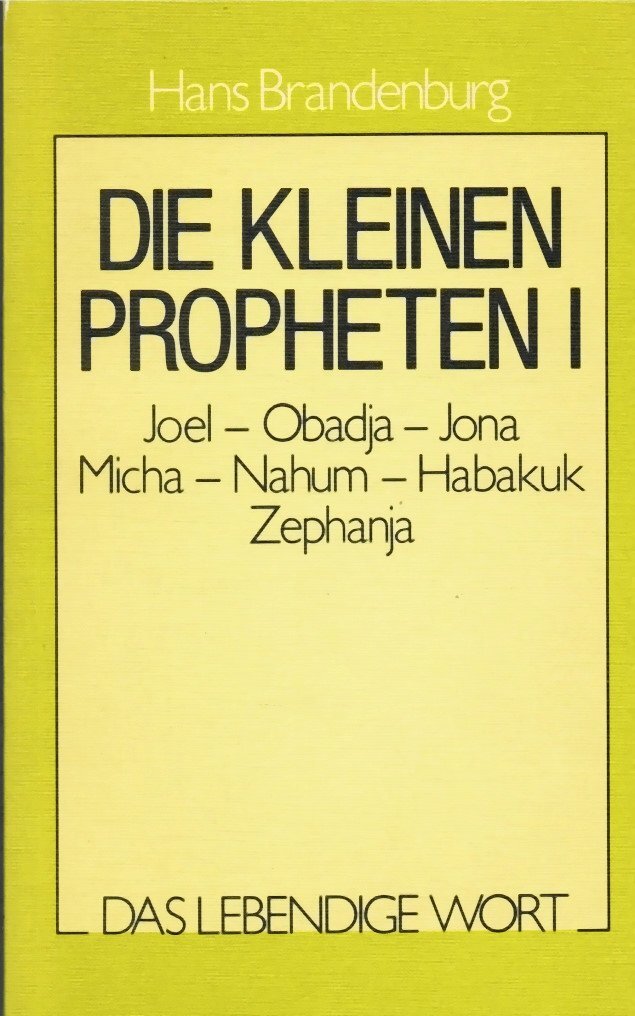 Hans Brandenburg
DIE KLEINEN
PROPHETEN I
Joel – Obadja – Jona
Micha – Nahum – Habakuk
Zephanja
DAS LEBENDIGE WORT